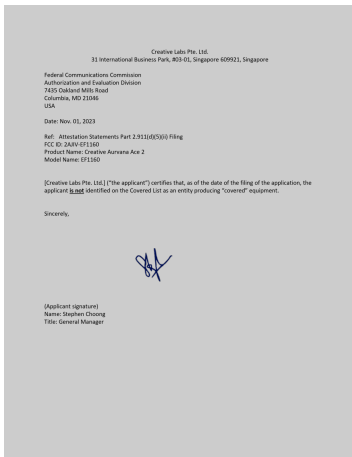 Creative Labs Pte. Ltd.
31 International Business Park, #03-01, Singapore 609921, Singapore
Federal Communications Commission
Authorization and Evaluation Division
7435 Oakland Mills Road
Columbia, MD 21046
USA
Date: Nov. 01, 2023
Ref: Attestation Statements Part 2.911(d)(5)(ii) Filing
FCC ID: 2AJIV-EF1160
Product Name: Creative Aurvana Ace 2
Model Name: EF1160
[Creative Labs Pte. Ltd.] ("the applicant") certifies that, as of the date of the filing of the application, the
applicant is not identified on the Covered List as an entity producing "covered" equipment.
Sincerely,
(Applicant signature)
Name: Stephen Choong
Title: General Manager